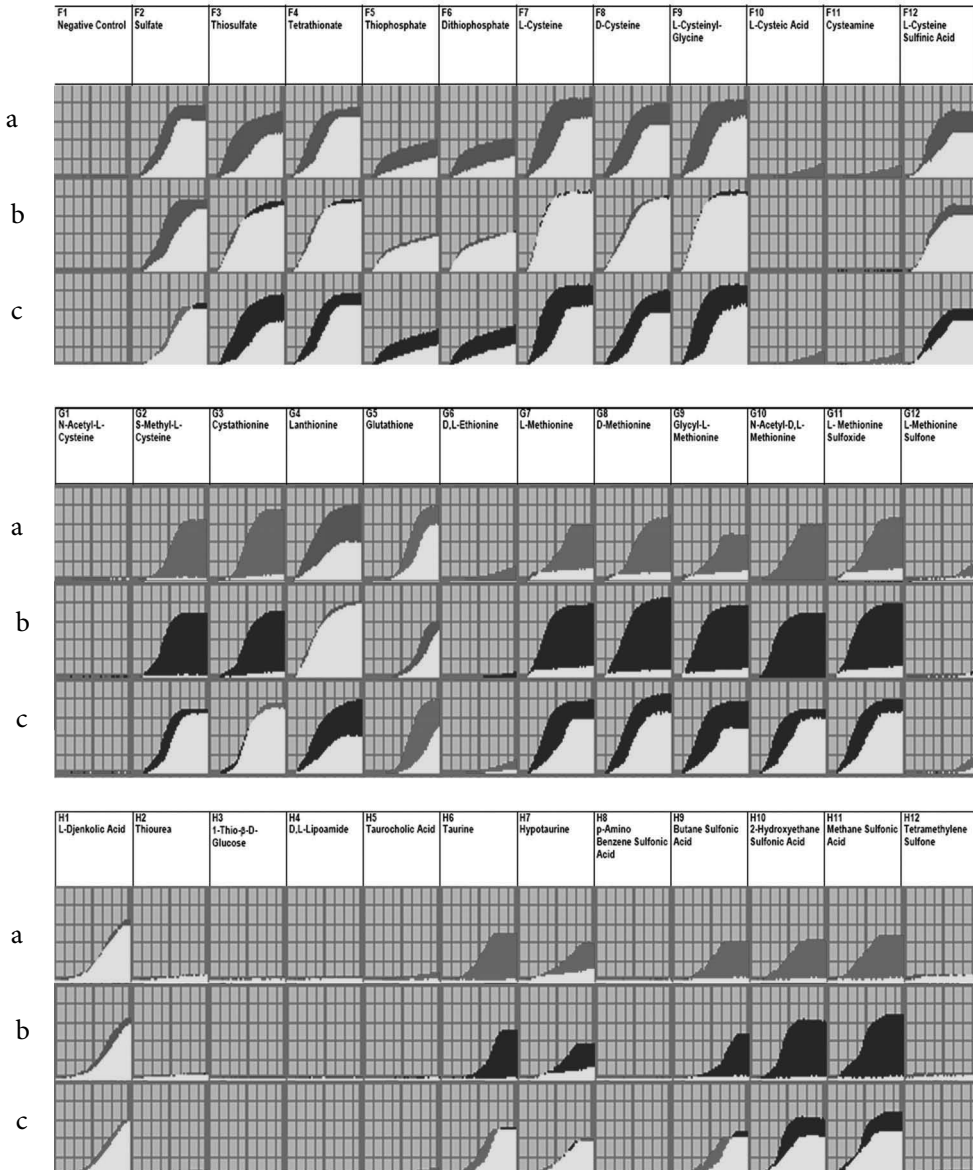 F1 F2 F3 F4 F5 F6 F7 F8 F9 F10 F11 F12
Negative Control Sulfate Thiosulfate Tetrathionate Thiophosphate Dithiophosphate L-Cysteine D-Cysteine L-Cysteinyl- L-Cysteic Acid Cysteamine L-Cysteine
Glycine Sulfinic Acid
a
b
c
G1 G2 G3 G4 G5 G6 G7 G8 G9 G10 G11 G12
N-Acetyl-L- S-Methyl-L- Cystathionine Lanthionine Glutathione D,L-Ethionine L-Methionine D-Methionine Glycyl-L- N-Acetyl-D,L- L- Methionine L-Methionine
Cysteine Cysteine Methionine Methionine Sulfoxide Sulfone
a
b
c
H1 H2 H3 H4 H5 H6 H7 H8 H9 H10 H11 H12
L-Djenkolic Acid Thiourea 1-Thio-β-D- D,L-Lipoamide Taurocholic Acid Taurine Hypotaurine p-Amino Butane Sulfonic 2-Hydroxyethane Methane Sulfonic Tetramethylene
Glucose Benzene Sulfonic Acid Sulfonic Acid Acid Sulfone
Acid
a
b
c